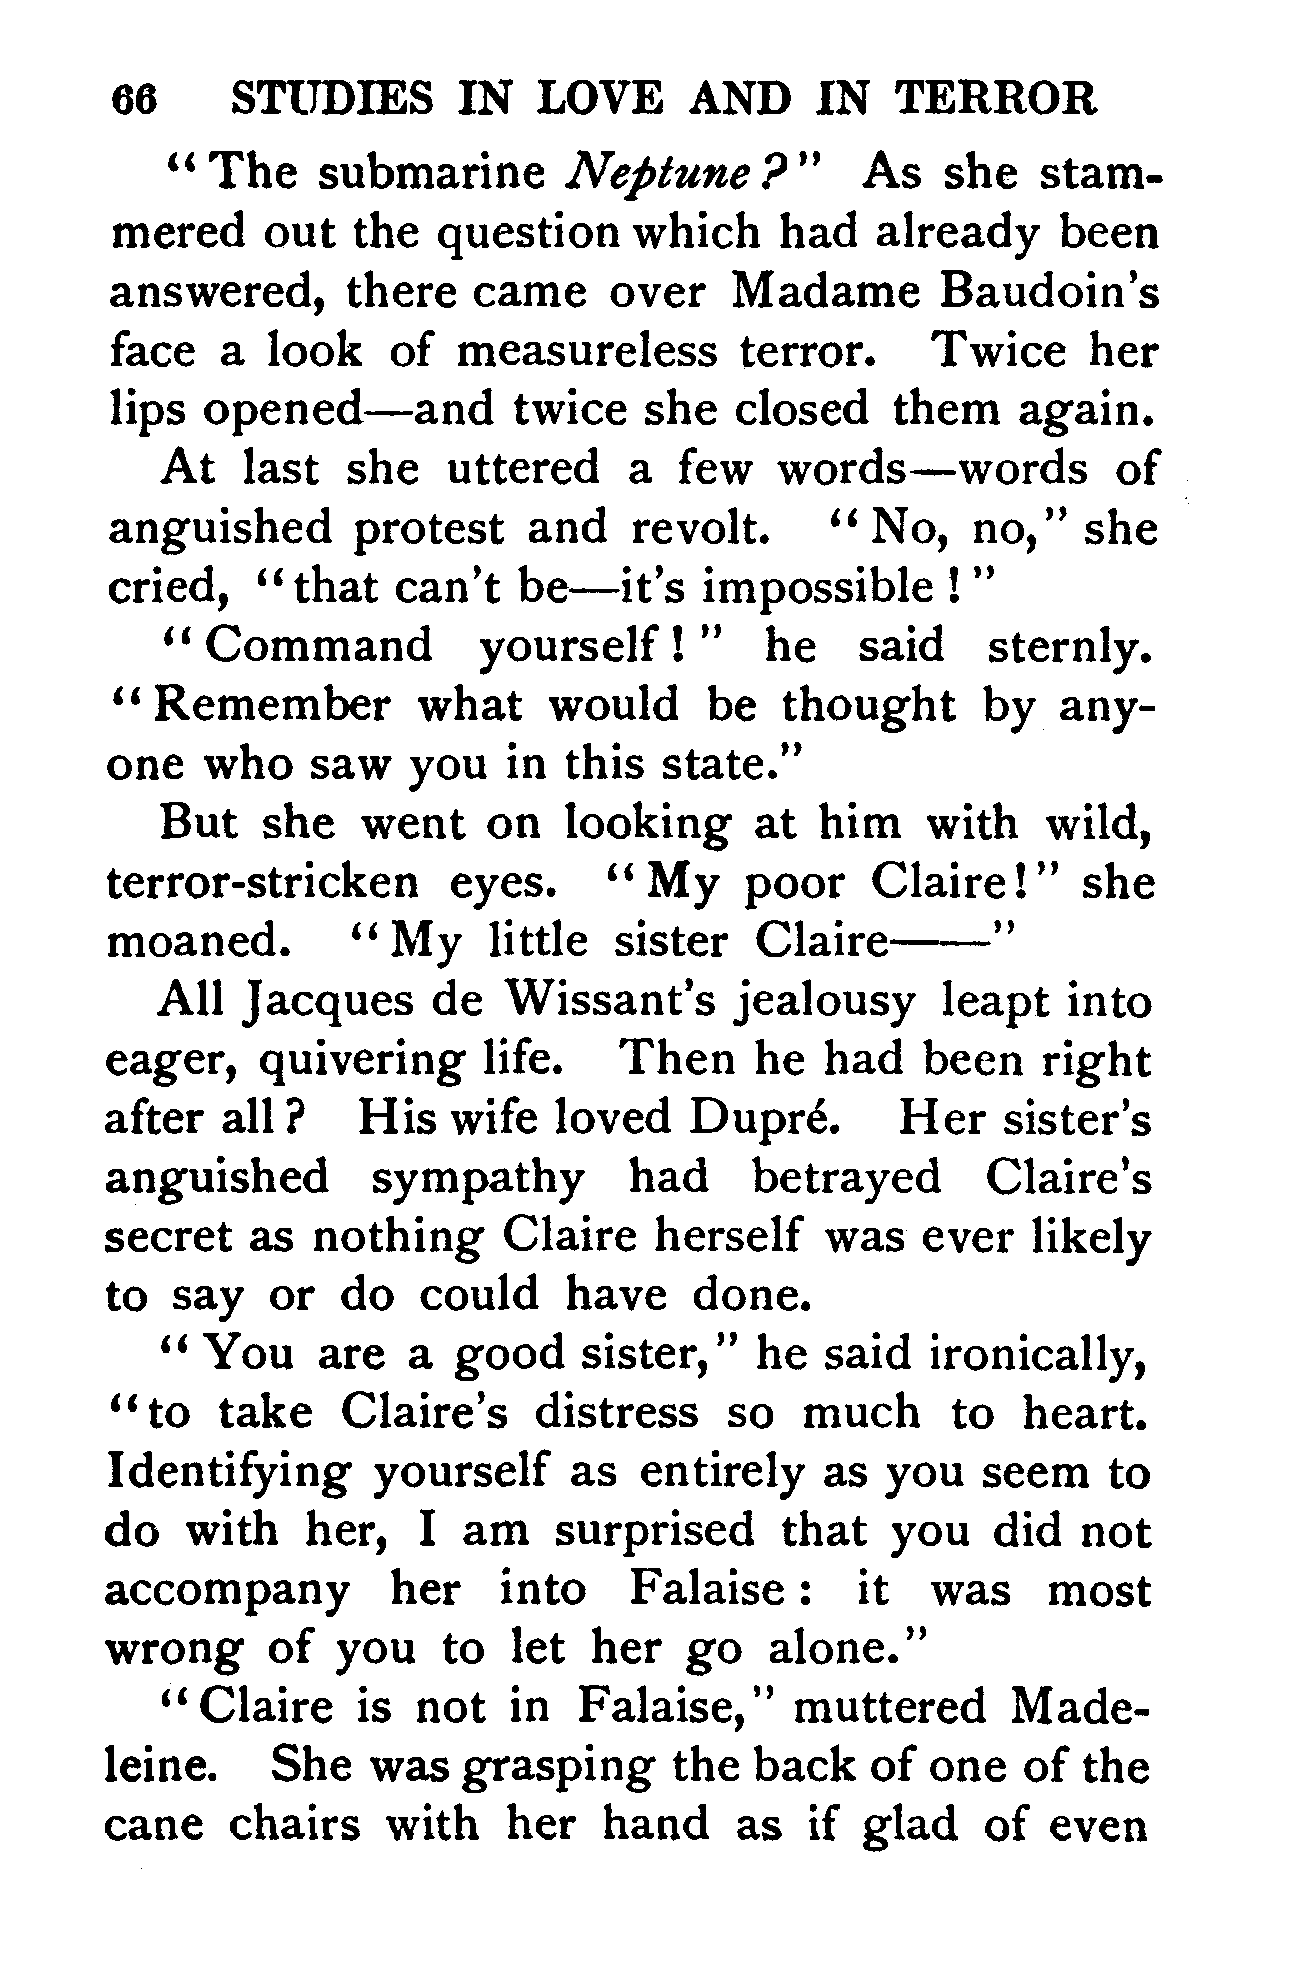 66 STUDIES IN LOVE AND IN TERROR
“ The submarine Neptune ? ” As she stam-
mered out the question which had already been
answered, there came over Madame Baudoin’s
face a look of measureless terror. Twice her
lips opened—and twice she closed them again.
At last she uttered a few words—words of
anguished protest and revolt. “ No, no,” she
cried, “ that can’t be—it’s impossible ! ”
“ Command yourself ! ” he said sternly.
“ Remember what would be thought by any-
one who saw you in this state.”
But she went on looking at him with wild,
terror-stricken eyes. “ My poor Claire! ” she
moaned. “ My little sister Claire——”
All Jacques de Wissant’s jealousy leapt into
eager, quivering life. Then he had been right
after all ? His wife loved Dupré. Her sister’s
anguished sympathy had betrayed Claire’s
secret as nothing Claire herself was ever likely
to say or do could have done.
“ You are a good sister,” he said ironically,
“ to take Claire’s distress so much to heart.
Identifying yourself as entirely as you seem to
do with her, I am surprised that you did not
accompany her into Falaise : it was most
wrong of you to let her go alone.”
“ Claire is not in Falaise,” muttered Made-
leine. She was grasping the back of one of the
cane chairs with her hand as if glad of even